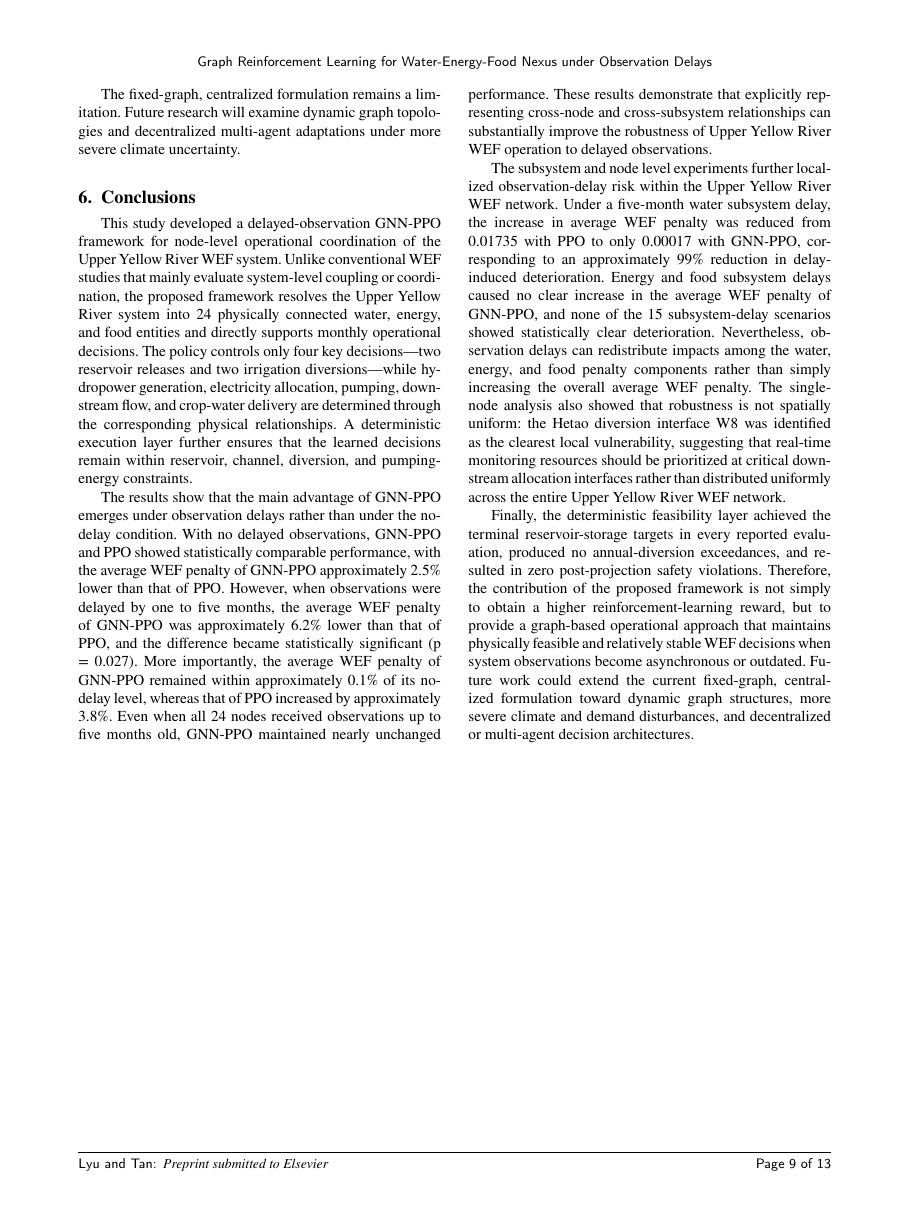 Graph Reinforcement Learning for Water-Energy-Food Nexus under Observation Delays
The fixed-graph, centralized formulation remains a lim-
itation. Future research will examine dynamic graph topolo-
gies and decentralized multi-agent adaptations under more
severe climate uncertainty.
6. Conclusions
This study developed a delayed-observation GNN-PPO
framework for node-level operational coordination of the
Upper Yellow River WEF system. Unlike conventional WEF
studies that mainly evaluate system-level coupling or coordi-
nation, the proposed framework resolves the Upper Yellow
River system into 24 physically connected water, energy,
and food entities and directly supports monthly operational
decisions. The policy controls only four key decisions—two
reservoir releases and two irrigation diversions—while hy-
dropower generation, electricity allocation, pumping, down-
stream flow, and crop-water delivery are determined through
the corresponding physical relationships. A deterministic
execution layer further ensures that the learned decisions
remain within reservoir, channel, diversion, and pumping-
energy constraints.
The results show that the main advantage of GNN-PPO
emerges under observation delays rather than under the no-
delay condition. With no delayed observations, GNN-PPO
and PPO showed statistically comparable performance, with
the average WEF penalty of GNN-PPO approximately 2.5%
lower than that of PPO. However, when observations were
delayed by one to five months, the average WEF penalty
of GNN-PPO was approximately 6.2% lower than that of
PPO, and the difference became statistically significant (p
= 0.027). More importantly, the average WEF penalty of
GNN-PPO remained within approximately 0.1% of its no-
delay level, whereas that of PPO increased by approximately
3.8%. Even when all 24 nodes received observations up to
five months old, GNN-PPO maintained nearly unchanged
performance. These results demonstrate that explicitly rep-
resenting cross-node and cross-subsystem relationships can
substantially improve the robustness of Upper Yellow River
WEF operation to delayed observations.
The subsystem and node level experiments further local-
ized observation-delay risk within the Upper Yellow River
WEF network. Under a five-month water subsystem delay,
the increase in average WEF penalty was reduced from
0.01735 with PPO to only 0.00017 with GNN-PPO, cor-
responding to an approximately 99% reduction in delay-
induced deterioration. Energy and food subsystem delays
caused no clear increase in the average WEF penalty of
GNN-PPO, and none of the 15 subsystem-delay scenarios
showed statistically clear deterioration. Nevertheless, ob-
servation delays can redistribute impacts among the water,
energy, and food penalty components rather than simply
increasing the overall average WEF penalty. The single-
node analysis also showed that robustness is not spatially
uniform: the Hetao diversion interface W8 was identified
as the clearest local vulnerability, suggesting that real-time
monitoring resources should be prioritized at critical down-
stream allocation interfaces rather than distributed uniformly
across the entire Upper Yellow River WEF network.
Finally, the deterministic feasibility layer achieved the
terminal reservoir-storage targets in every reported evalu-
ation, produced no annual-diversion exceedances, and re-
sulted in zero post-projection safety violations. Therefore,
the contribution of the proposed framework is not simply
to obtain a higher reinforcement-learning reward, but to
provide a graph-based operational approach that maintains
physically feasible and relatively stable WEF decisions when
system observations become asynchronous or outdated. Fu-
ture work could extend the current fixed-graph, central-
ized formulation toward dynamic graph structures, more
severe climate and demand disturbances, and decentralized
or multi-agent decision architectures.
Lyu and Tan: Preprint submitted to Elsevier
Page 9 of 13